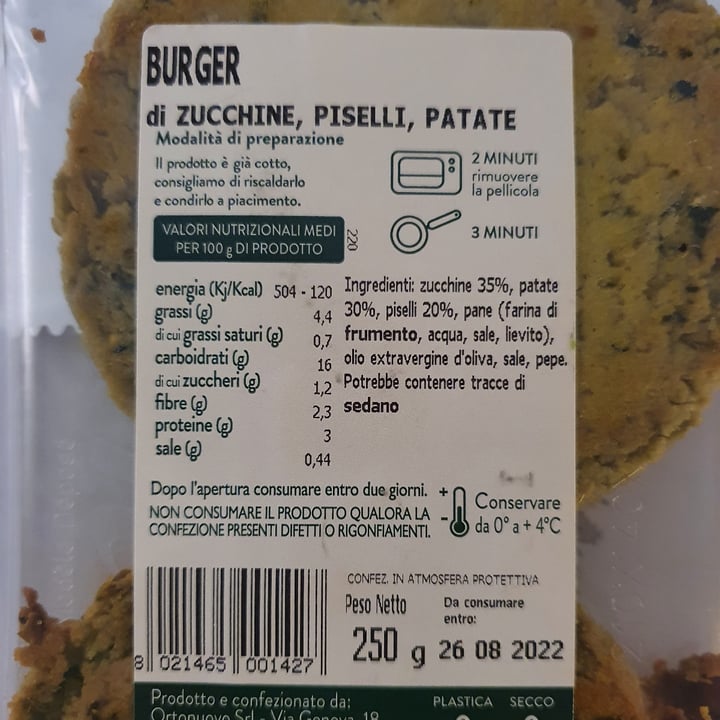 BURGER
di ZUCCHINE, PISELLI, PATATE
Modalità di preparazione
Il prodotto è già cotto,
consigliamo di riscaldarlo
e condirlo a piacimento.
2 MINUTI
rimuovere
la pellicola
3 MINUTI
VALORI NUTRIZIONALI MEDI
PER 100 g DI PRODOTTO
220
energia (Kj/Kcal) 504 - 120
grassi (g) 4,4
di cui grassi saturi (g) 0,7
carboidrati (g) 16
di cui zuccheri (g) 1,2
fibre (g) 2,3
proteine (g) 3
sale (g) 0,44
Ingredienti: zucchine 35%, patate
30%, piselli 20%, pane (farina di
frumento, acqua, sale, lievito),
olio extravergine d'oliva, sale, pepe.
Potrebbe contenere tracce di
sedano
Dopo l'apertura consumare entro due giorni.
NON CONSUMARE IL PRODOTTO QUALORA LA
CONFEZIONE PRESENTI DIFETTI O RIGONFIAMENTI.
+
-
Conservare
da 0° a + 4°C
CONFEZ. IN ATMOSFERA PROTETTIVA
Peso Netto
250 g
Da consumare
entro:
26 08 2022
8 021465 001427
Prodotto e confezionato da:
Ortonuovo Srl - Via Genova, 18
PLASTICA SECCO